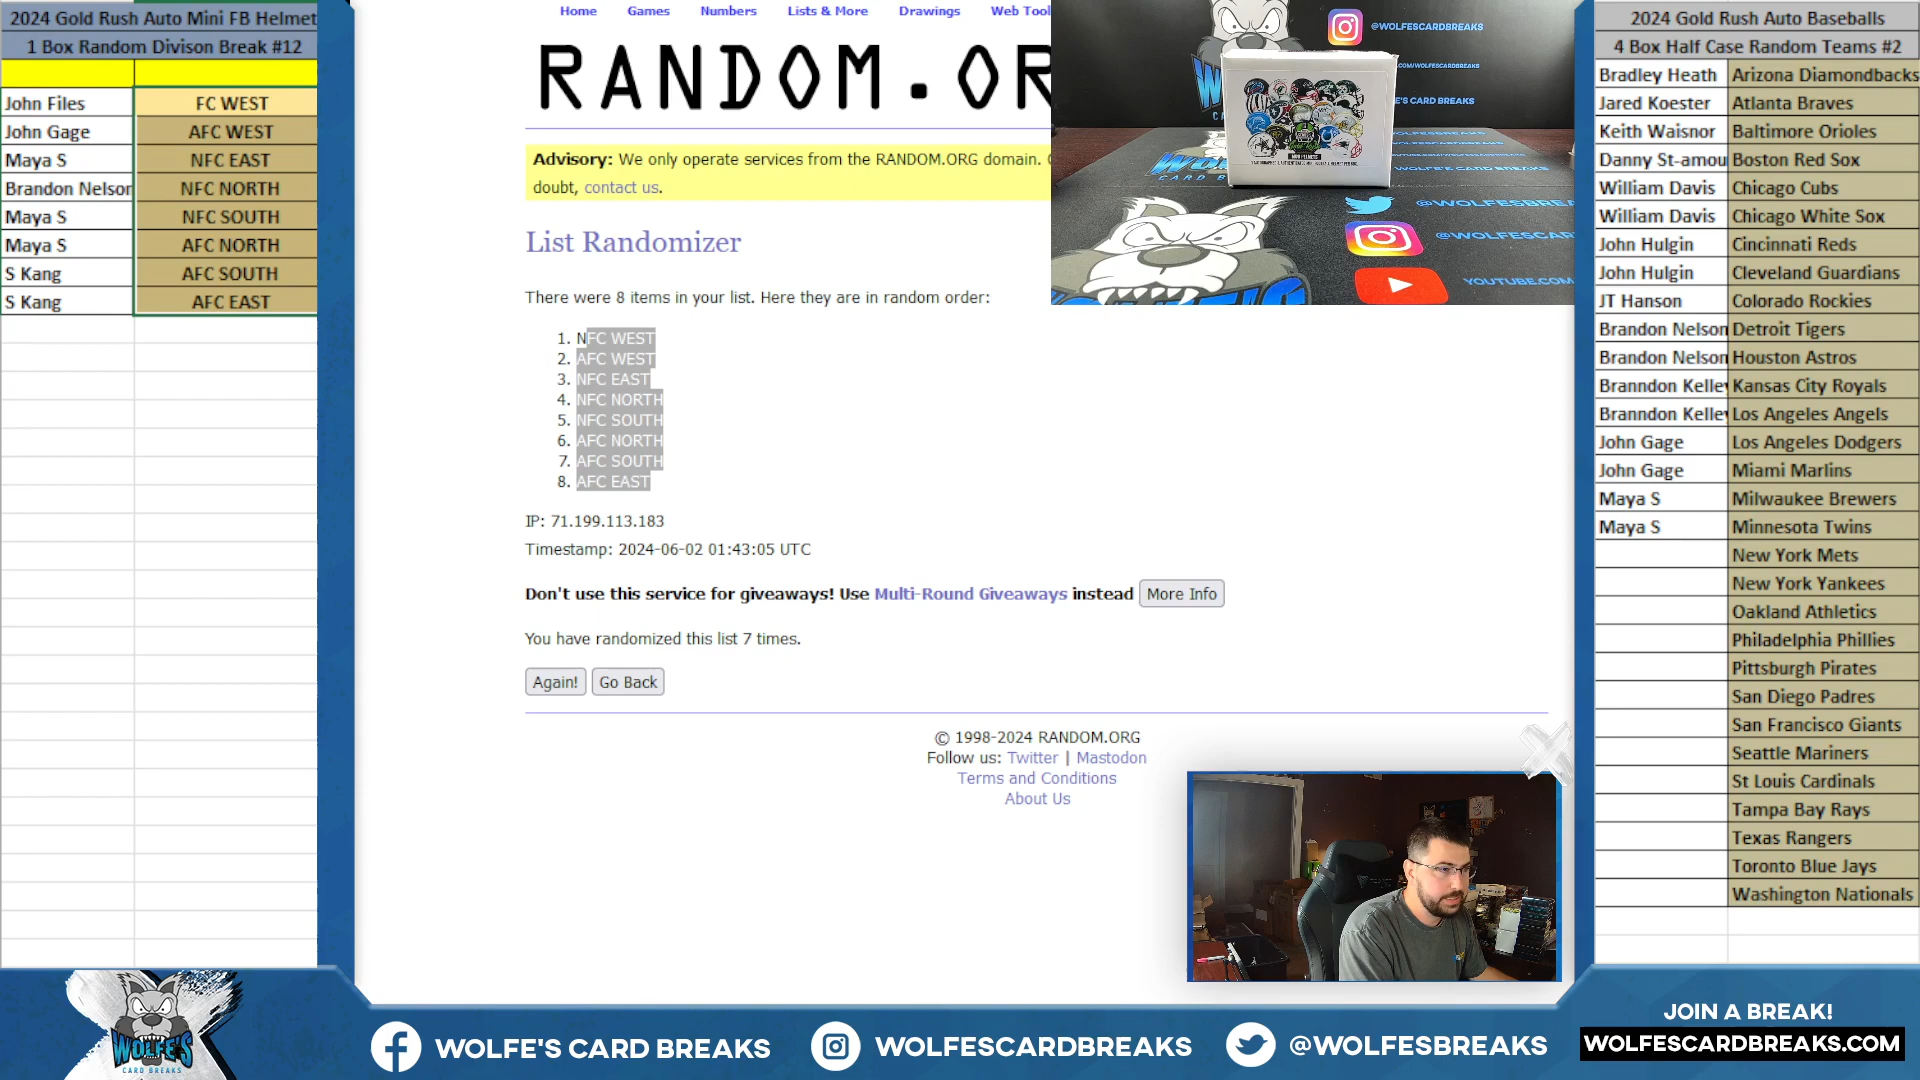 2024 Gold Rush Auto Mini FB Helmet
1 Box Random Divison Break #12
John Files FC WEST
John Gage AFC WEST
Maya S NFC EAST
Brandon Nelson NFC NORTH
Maya S NFC SOUTH
Maya S AFC NORTH
S Kang AFC SOUTH
S Kang AFC EAST
Home Games Numbers Lists & More Drawings Web Tool
RANDOM.OR
Advisory: We only operate services from the RANDOM.ORG domain.
doubt, contact us.
List Randomizer
There were 8 items in your list. Here they are in random order:
1. NFC WEST
2. AFC WEST
3. NFC EAST
4. NFC NORTH
5. NFC SOUTH
6. AFC NORTH
7. AFC SOUTH
8. AFC EAST
IP: 71.199.113.183
Timestamp: 2024-06-02 01:43:05 UTC
Don't use this service for giveaways! Use Multi-Round Giveaways instead More Info
You have randomized this list 7 times.
Again! Go Back
© 1998-2024 RANDOM.ORG
Follow us: Twitter | Mastodon
Terms and Conditions
About Us
@WOLFESCARDBREAKS
.COM/WOLFESCARDBREAKS
'S CARD BREAKS
@WOLFESBREA
@WOLFESCAR
YOUTUBE.COM/
2024 Gold Rush Auto Baseballs
4 Box Half Case Random Teams #2
Bradley Heath Arizona Diamondbacks
Jared Koester Atlanta Braves
Keith Waisnor Baltimore Orioles
Danny St-amou Boston Red Sox
William Davis Chicago Cubs
William Davis Chicago White Sox
John Hulgin Cincinnati Reds
John Hulgin Cleveland Guardians
JT Hanson Colorado Rockies
Brandon Nelson Detroit Tigers
Brandon Nelson Houston Astros
Branndon Kelley Kansas City Royals
Branndon Kelley Los Angeles Angels
John Gage Los Angeles Dodgers
John Gage Miami Marlins
Maya S Milwaukee Brewers
Maya S Minnesota Twins
New York Mets
New York Yankees
Oakland Athletics
Philadelphia Phillies
Pittsburgh Pirates
San Diego Padres
San Francisco Giants
Seattle Mariners
St Louis Cardinals
Tampa Bay Rays
Texas Rangers
Toronto Blue Jays
Washington Nationals
WOLFE'S
CARD BREAKS
WOLFE'S CARD BREAKS
WOLFESCARDBREAKS
@WOLFESBREAKS
JOIN A BREAK!
WOLFESCARDBREAKS.COM